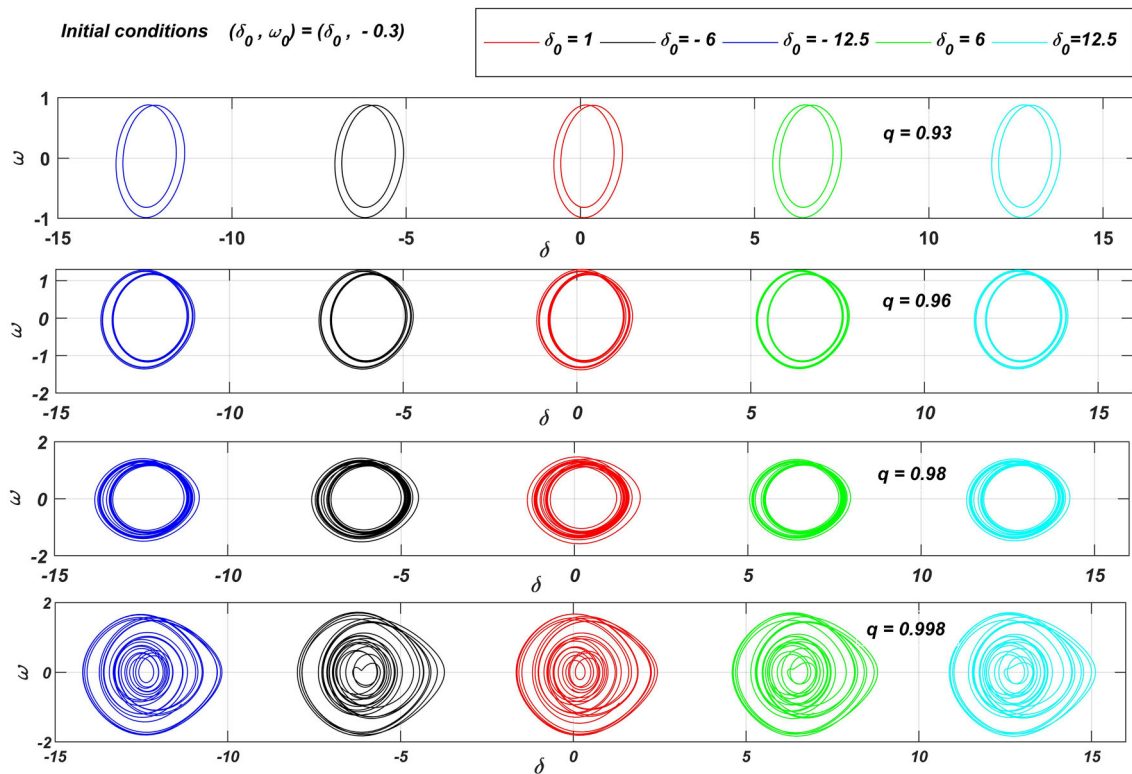 Initial conditions (δ0 , ω0) = (δ0 , - 0.3)
δ0 = 1 δ0= - 6 δ0 = - 12.5 δ0 = 6 δ0=12.5
1
0
-1
ω
q = 0.93
-15 -10 -5 0 5 10 15
δ
1
0
-1
-2
ω
q = 0.96
-15 -10 -5 0 5 10 15
δ
2
0
-2
ω
q = 0.98
-15 -10 -5 0 5 10 15
δ
2
0
-2
ω
q = 0.998
-15 -10 -5 0 5 10 15
δ